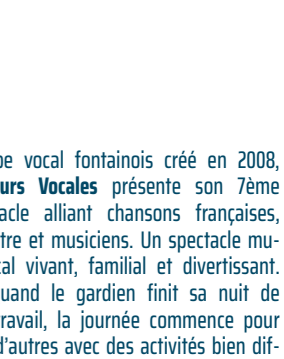 pe vocal fontainois créé en 2008,
urs Vocales présente son 7ème
acle alliant chansons françaises,
tre et musiciens. Un spectacle mu-
cal vivant, familial et divertissant.
uand le gardien finit sa nuit de
ravail, la journée commence pour
d'autres avec des activités bien dif-